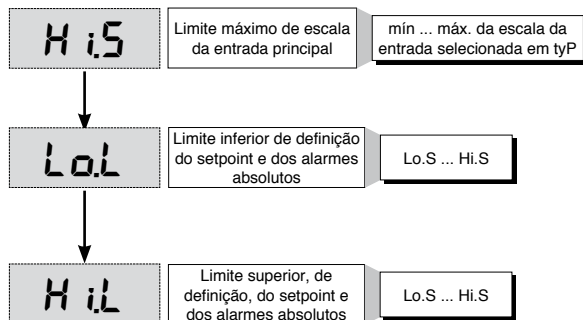 Hi.S
Limite máximo de escala
da entrada principal
mín ... máx. da escala da
entrada selecionada em tyP
Lo.L
Limite inferior de definição
do setpoint e dos alarmes
absolutos
Lo.S ... Hi.S
Hi.L
Limite superior, de
definição, do setpoint e
dos alarmes absolutos
Lo.S ... Hi.S